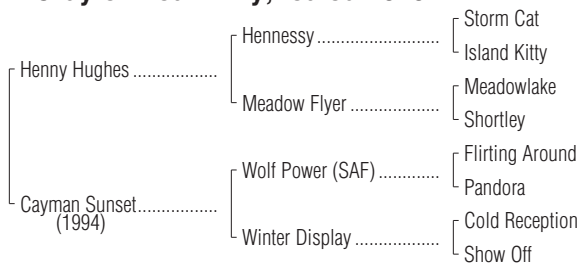 Storm Cat
Hennessy
Island Kitty
Henny Hughes
Meadowlake
Meadow Flyer
Shortley
Flirting Around
Wolf Power (SAF)
Pandora
Cayman Sunset
(1994)
Cold Reception
Winter Display
Show Off